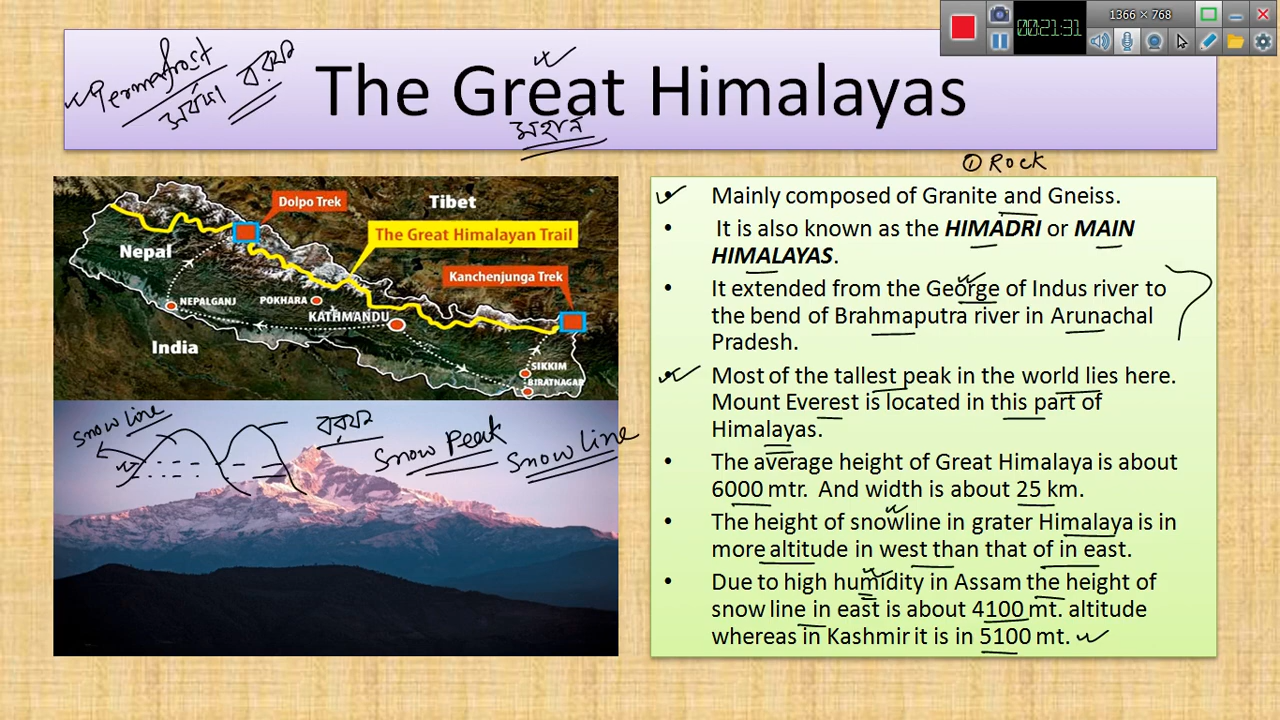 1366 × 768
00:21:31
Permafrost
সর্বদা বরফ
The Great Himalayas
মহান
① Rock
Dolpo Trek
Tibet
The Great Himalayan Trail
Nepal
Kanchenjunga Trek
NEPALGANJ
POKHARA
KATHMANDU
India
SIKKIM
BIRATNAGAR
Snow line
বরফ
Snow Peak
Snow line
• Mainly composed of Granite and Gneiss.
• It is also known as the HIMADRI or MAIN
HIMALAYAS.
• It extended from the George of Indus river to
the bend of Brahmaputra river in Arunachal
Pradesh.
• Most of the tallest peak in the world lies here.
Mount Everest is located in this part of
Himalayas.
• The average height of Great Himalaya is about
6000 mtr. And width is about 25 km.
• The height of snowline in grater Himalaya is in
more altitude in west than that of in east.
• Due to high humidity in Assam the height of
snow line in east is about 4100 mt. altitude
whereas in Kashmir it is in 5100 mt.